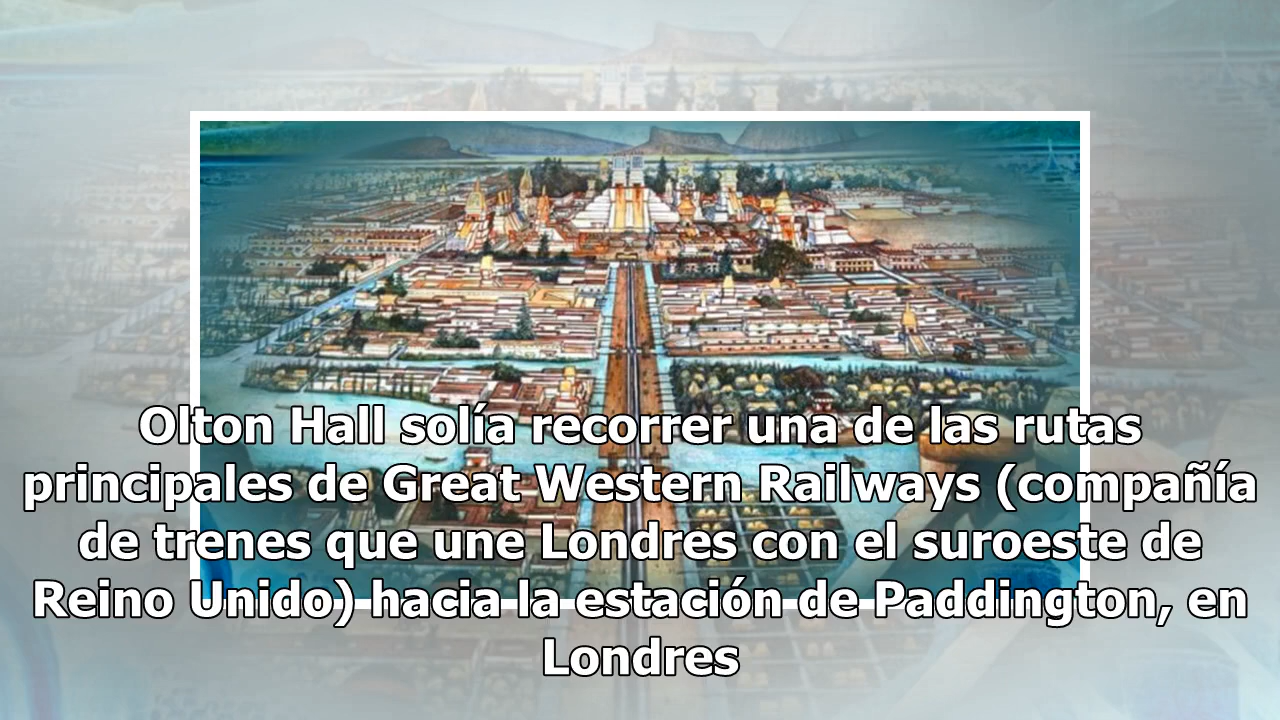 Olton Hall solía recorrer una de las rutas
principales de Great Western Railways (compañía
de trenes que une Londres con el suroeste de
Reino Unido) hacia la estación de Paddington, en
Londres